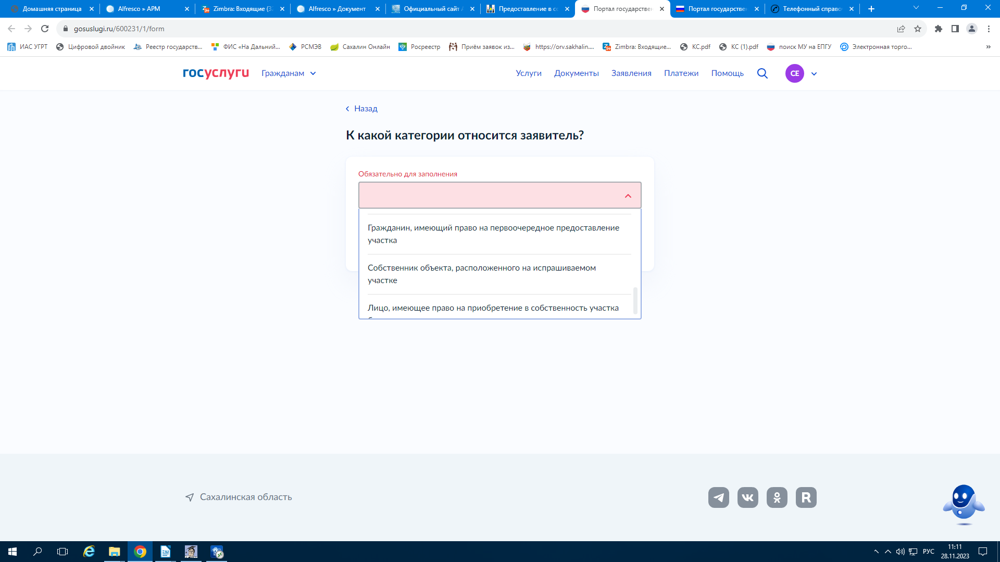 Домашняя страница
Alfresco » АРМ
Zimbra: Входящие (32
Alfresco » Документ
Официальный сайт
Предоставление в со
Портал государствен
Портал государствен
Телефонный справо
gosuslugi.ru/600231/1/form
ИАС УГРТ
Цифровой двойник
Реестр государств...
ФИС «На Дальний...
РСМЭВ
Сахалин Онлайн
Росреестр
Приём заявок из...
https://orv.sakhalin....
Zimbra: Входящие...
КС.pdf
КС (1).pdf
поиск МУ на ЕПГУ
Электронная торго...
госуслуги
Гражданам
Услуги
Документы
Заявления
Платежи
Помощь
СЕ
Назад
К какой категории относится заявитель?
Обязательно для заполнения
Гражданин, имеющий право на первоочередное предоставление
участка
Собственник объекта, расположенного на испрашиваемом
участке
Лицо, имеющее право на приобретение в собственность участка
Сахалинская область
РУС
11:11
28.11.2023